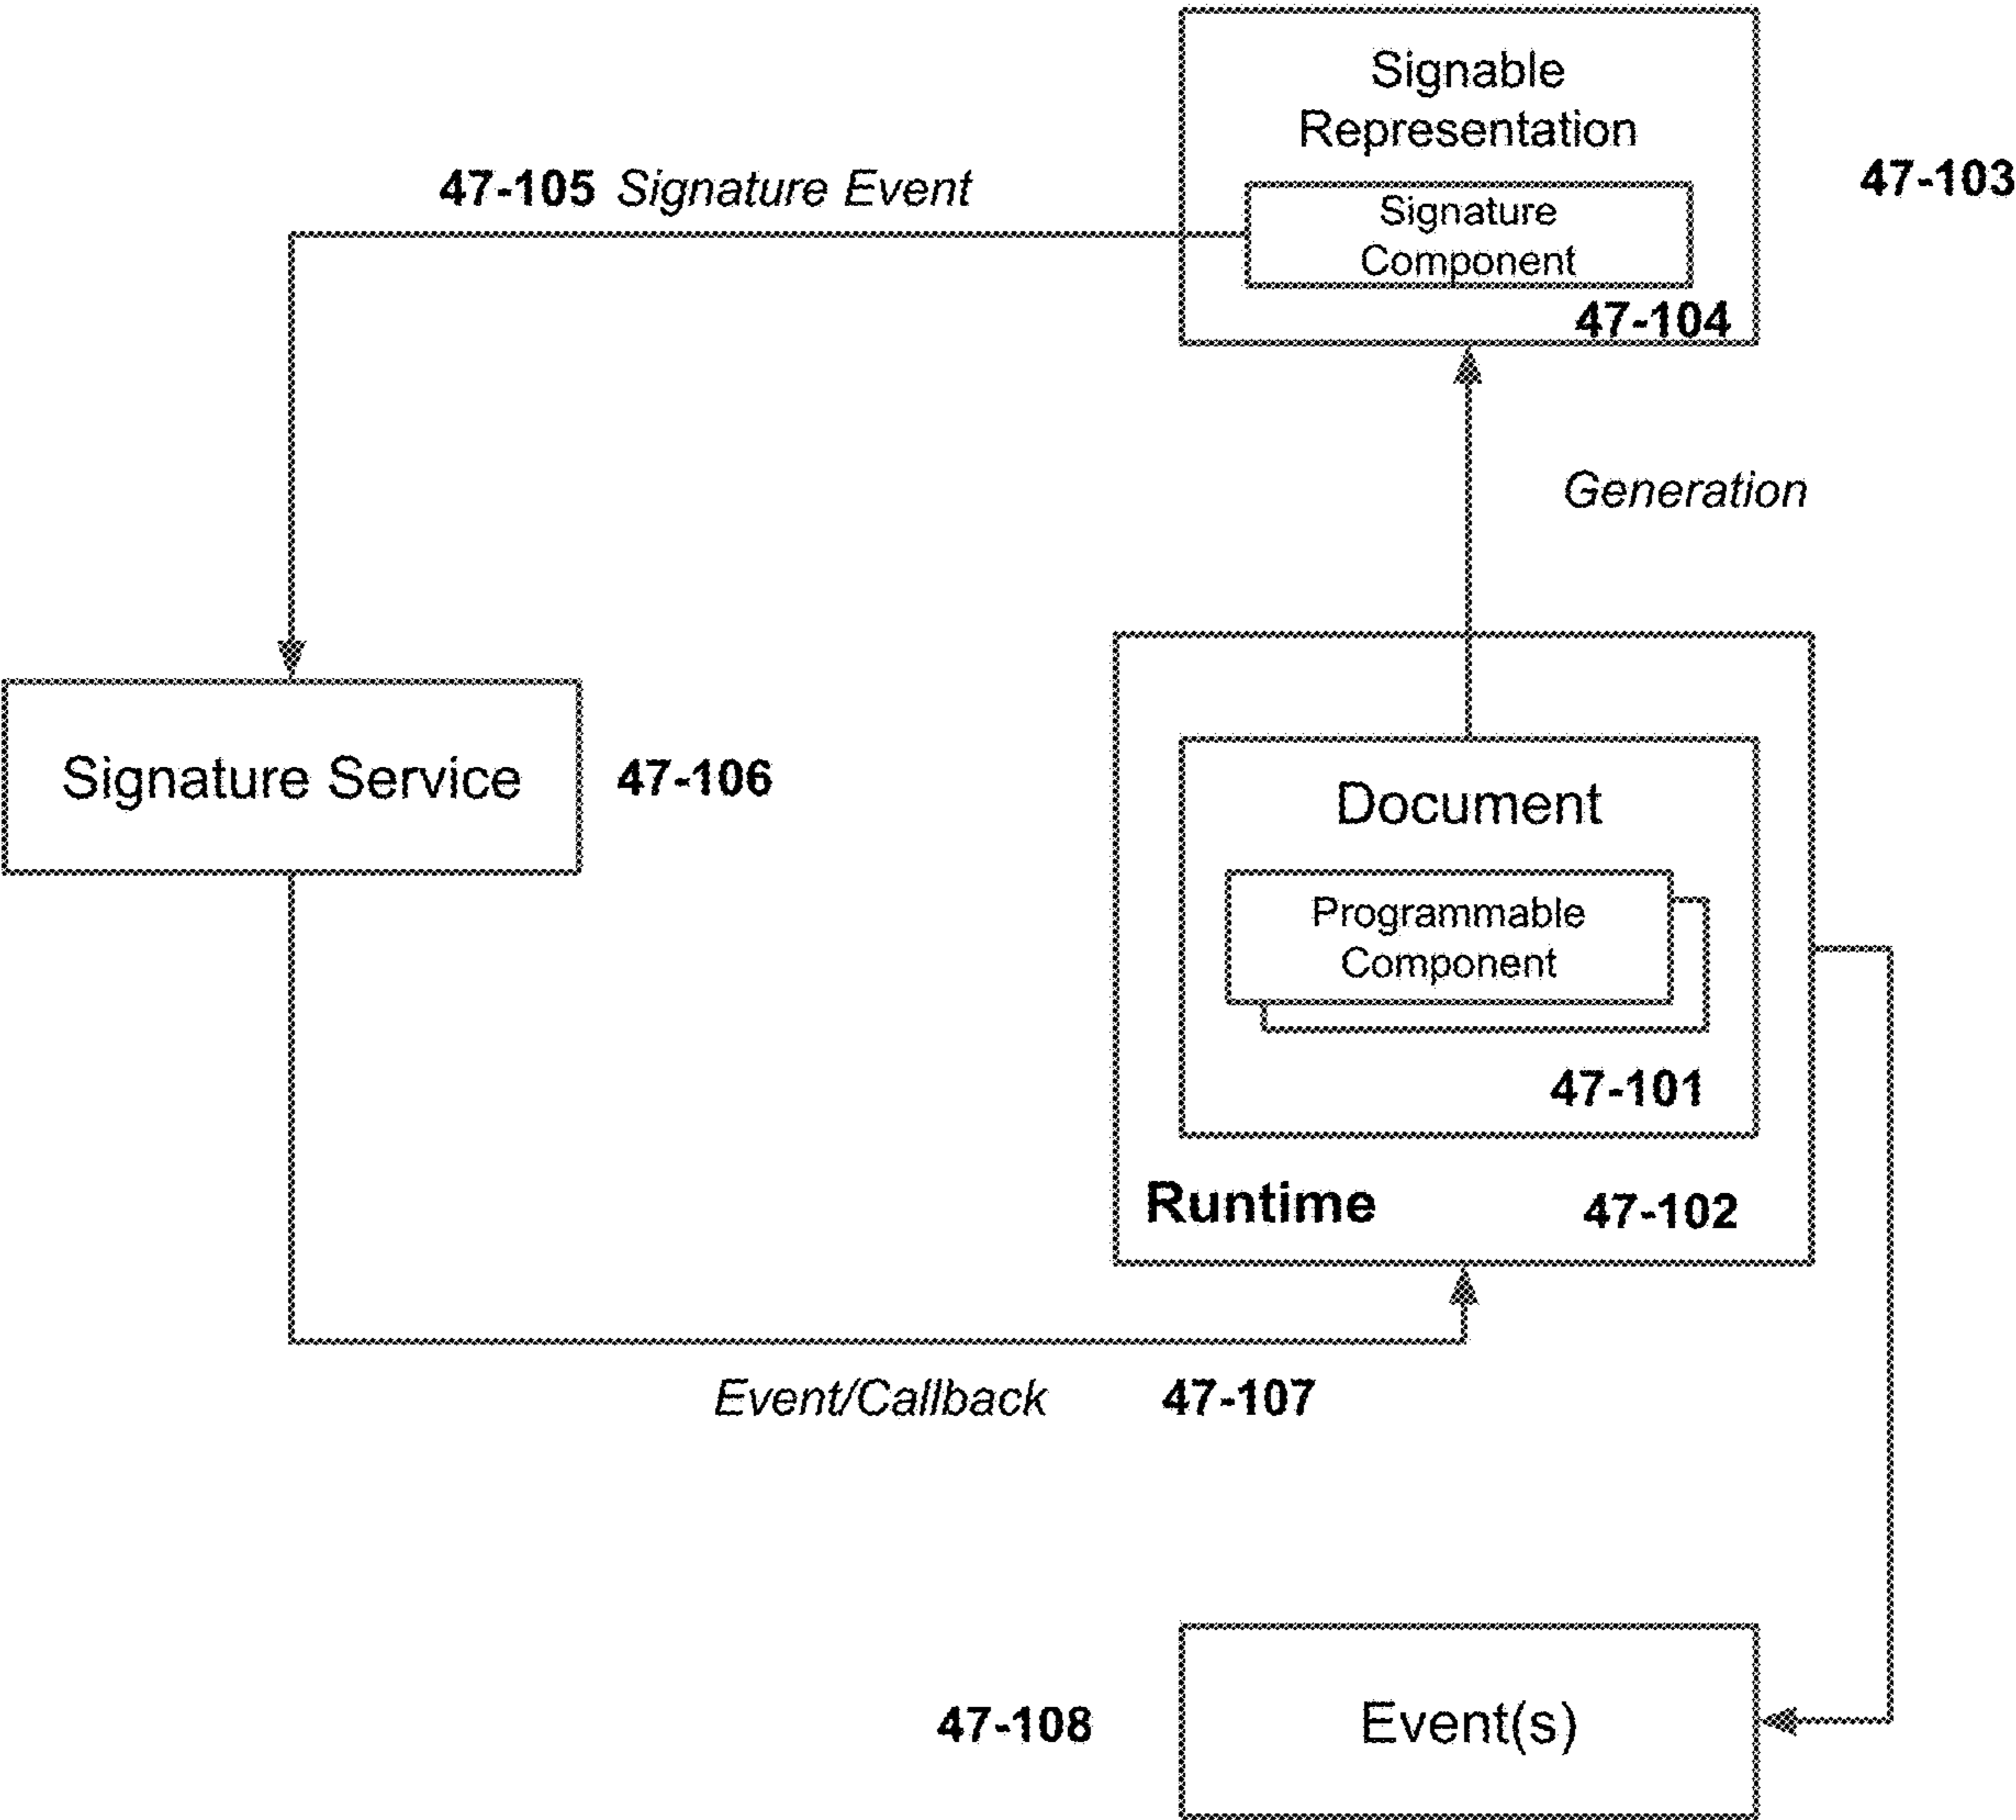 Signable
Representation
47-103
47-105 Signature Event
Signature
Component
47-104
Generation
Signature Service
47-106
Document
Programmable
Component
47-101
Runtime
47-102
Event/Callback
47-107
47-108
Event(s)